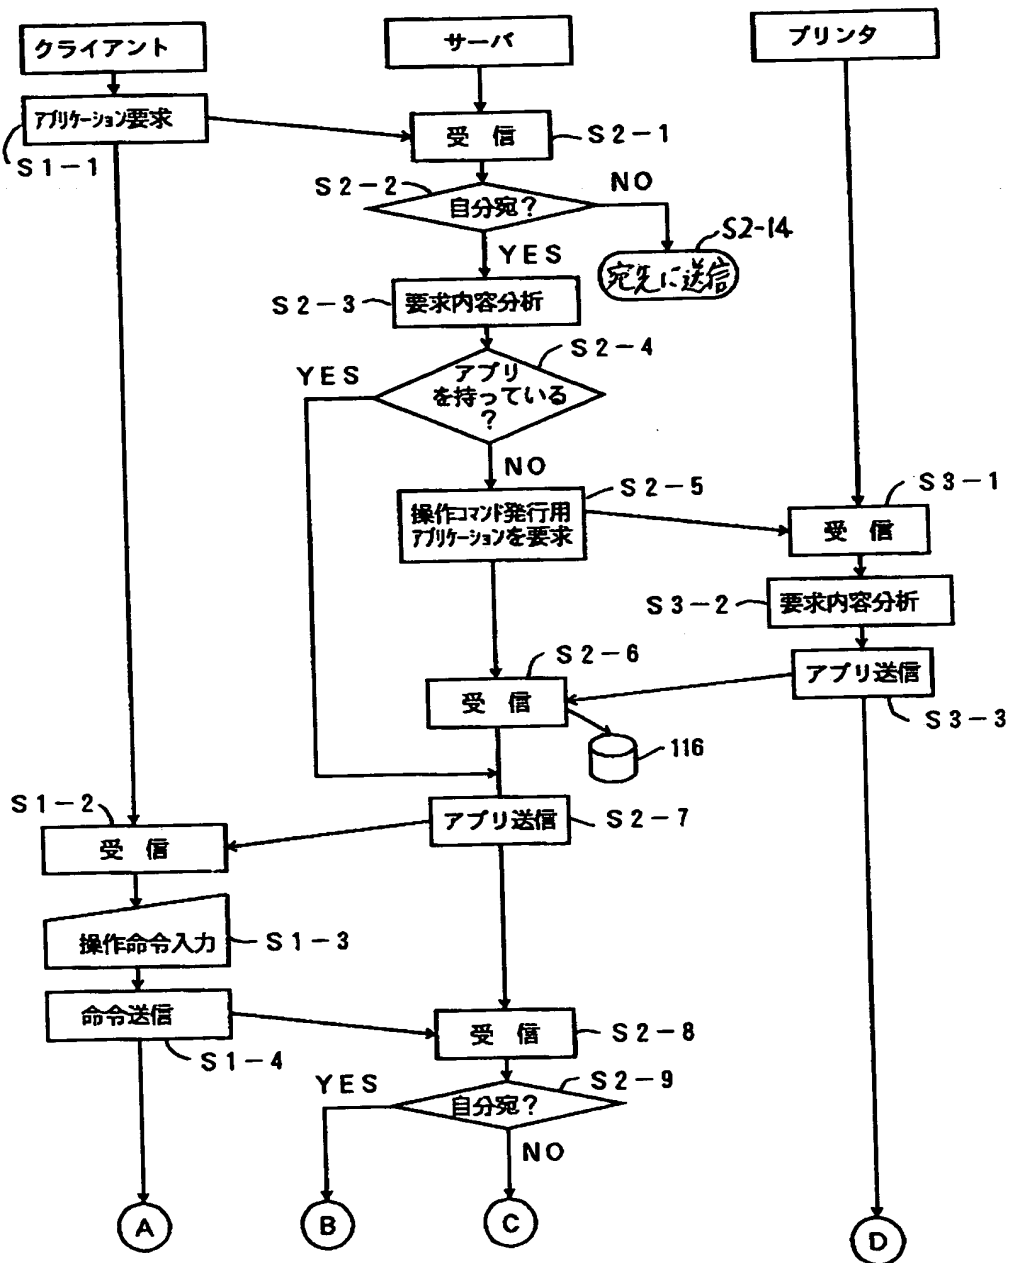 クライアント
サーバ
プリンタ
アプリケーション要求
S1-1
受 信
S2-1
S2-2
自分宛?
NO
S2-14
宛先に送信
YES
S2-3
要求内容分析
S2-4
YES
アプリ
を持っている
?
NO
S2-5
操作コマンド発行用
アプリケーションを要求
S3-1
受 信
S3-2
要求内容分析
S2-6
受 信
アプリ送信
S3-3
116
S1-2
受 信
アプリ送信
S2-7
操作命令入力
S1-3
命令送信
S1-4
受 信
S2-8
S2-9
YES
自分宛?
NO
A
B
C
D